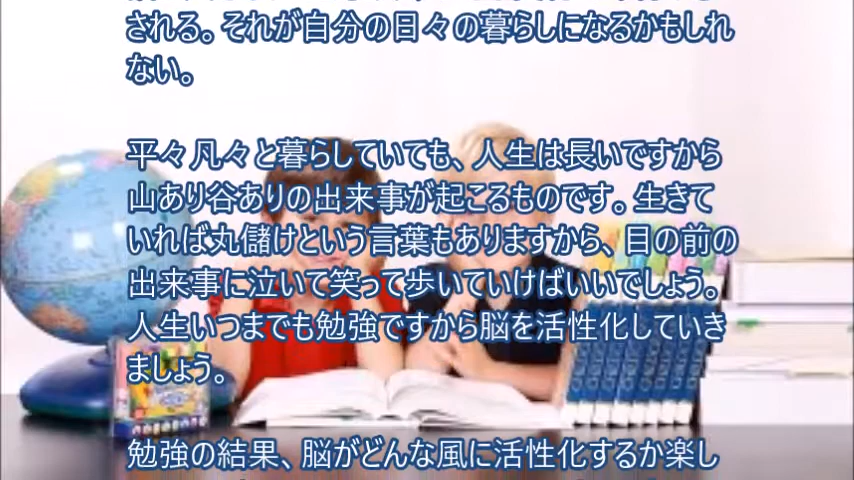 される。それが自分の日々の暮らしになるかもしれ
ない。
平々凡々と暮らしていても、人生は長いですから
山あり谷ありの出来事が起こるものです。生きて
いれば丸儲けという言葉もありますから、目の前の
出来事に泣いて笑って歩いていけばいいでしょう。
人生いつまでも勉強ですから脳を活性化していき
ましょう。
勉強の結果、脳がどんな風に活性化するか楽し